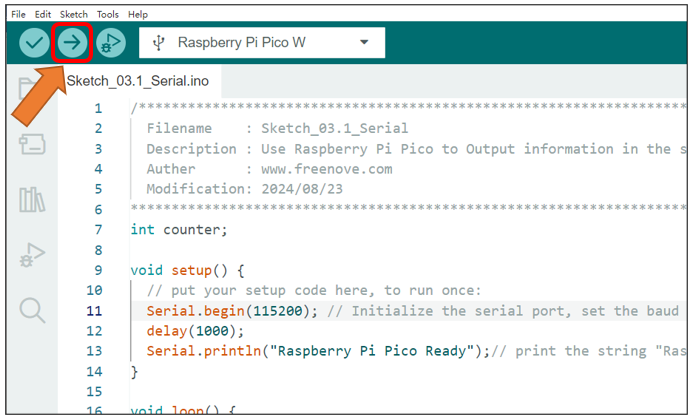 File Edit Sketch Tools Help
Raspberry Pi Pico W
Sketch_03.1_Serial.ino
1 /*******************************************************************
2 Filename    : Sketch_03.1_Serial
3 Description : Use Raspberry Pi Pico to Output information in the s
4 Auther      : www.freenove.com
5 Modification: 2024/08/23
6 *******************************************************************
7 int counter;
8
9 void setup() {
10 // put your setup code here, to run once:
11 Serial.begin(115200); // Initialize the serial port, set the baud
12 delay(1000);
13 Serial.println("Raspberry Pi Pico Ready");// print the string "Ras
14 }
15
16 void loop() {